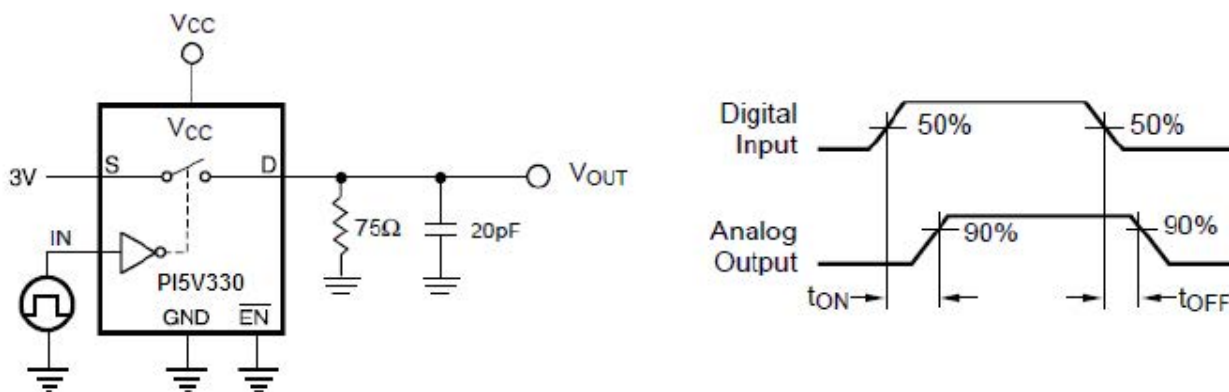 VCC
VCC
S
D
3V
VOUT
75Ω
20pF
IN
PI5V330
GND
EN
Digital
Input
50%
50%
Analog
Output
90%
90%
tON
tOFF